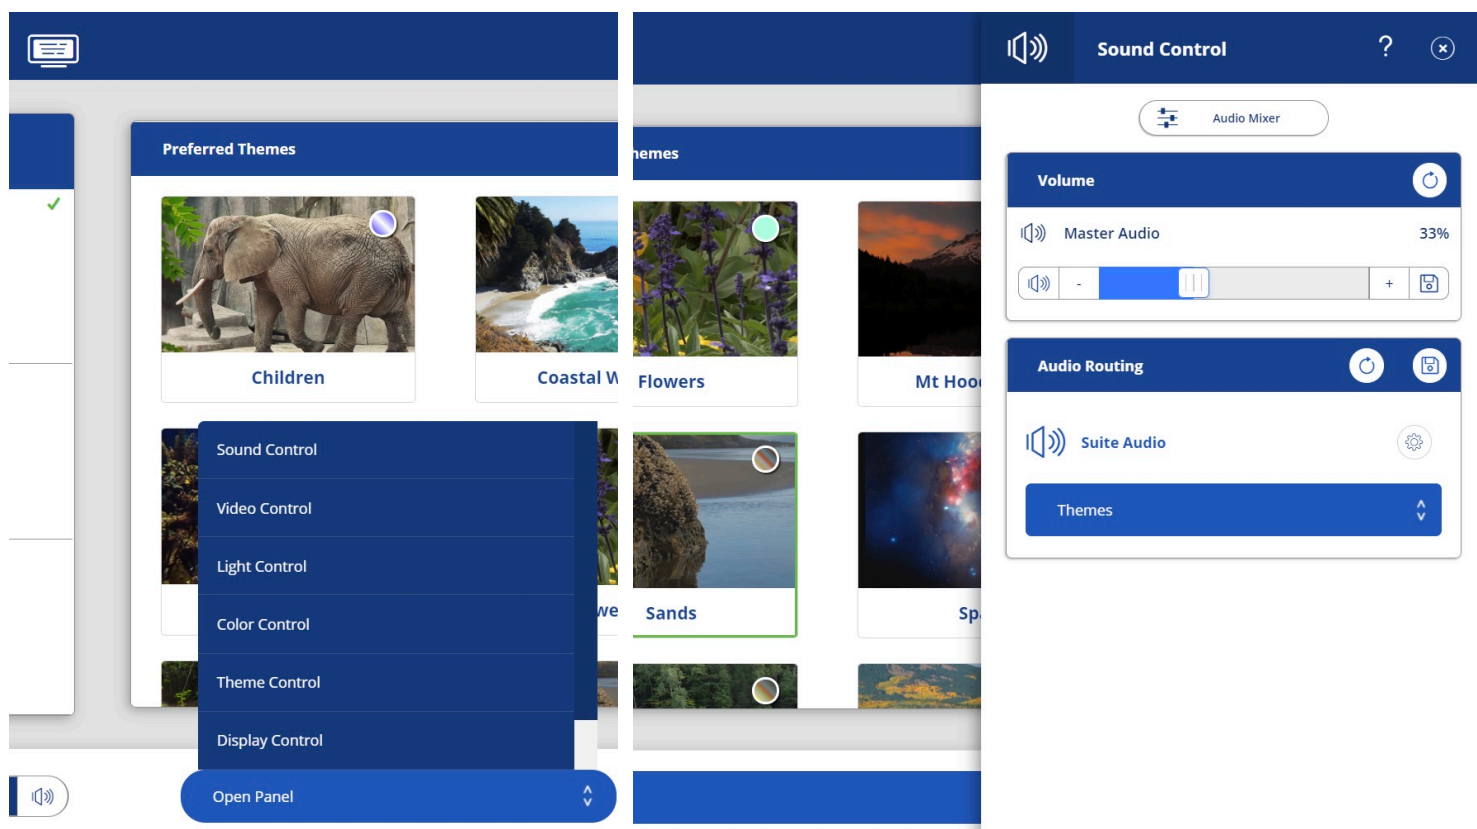 Preferred Themes
Children
Coastal W
Sound Control
Video Control
Light Control
Color Control
Theme Control
Display Control
we
Open Panel
hemes
Flowers
Mt Hoo
Sands
Sp
Sound Control
?
Audio Mixer
Volume
Master Audio
33%
- +
Audio Routing
Suite Audio
Themes